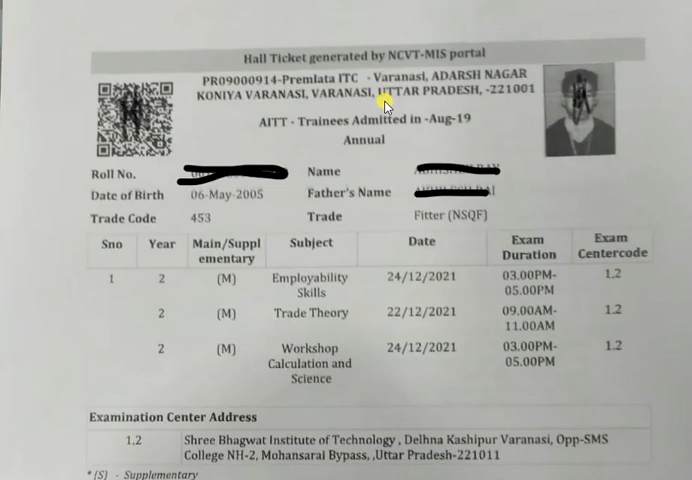 Hall Ticket generated by NCVT-MIS portal
PR09000914-Premlata ITC - Varanasi, ADARSH NAGAR
KONIYA VARANASI, VARANASI, UTTAR PRADESH, -221001
AITT - Trainees Admitted in -Aug-19
Annual
Roll No. Name
Date of Birth 06-May-2005 Father's Name
Trade Code 453 Trade Fitter (NSQF)
Sno Year Main/Suppl Subject Date Exam Exam
ementary Duration Centercode
1 2 (M) Employability 24/12/2021 03.00PM- 1,2
Skills 05.00PM
2 (M) Trade Theory 22/12/2021 09.00AM- 1.2
11.00AM
2 (M) Workshop 24/12/2021 03.00PM- 1.2
Calculation and 05.00PM
Science
Examination Center Address
1,2 Shree Bhagwat Institute of Technology , Delhna Kashipur Varanasi, Opp-SMS
College NH-2, Mohansarai Bypass, ,Uttar Pradesh-221011
* [S] - Supplementary